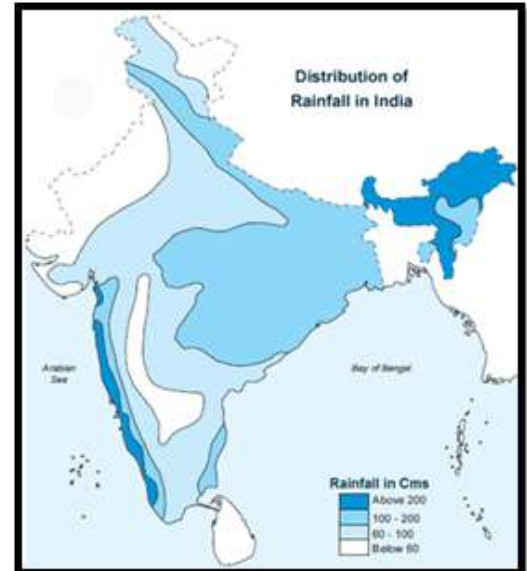 Distribution of
Rainfall in India
Arabian
Sea
Bay of Bengal
Rainfall in Cms
Above 200
100 - 200
60 - 100
Below 60